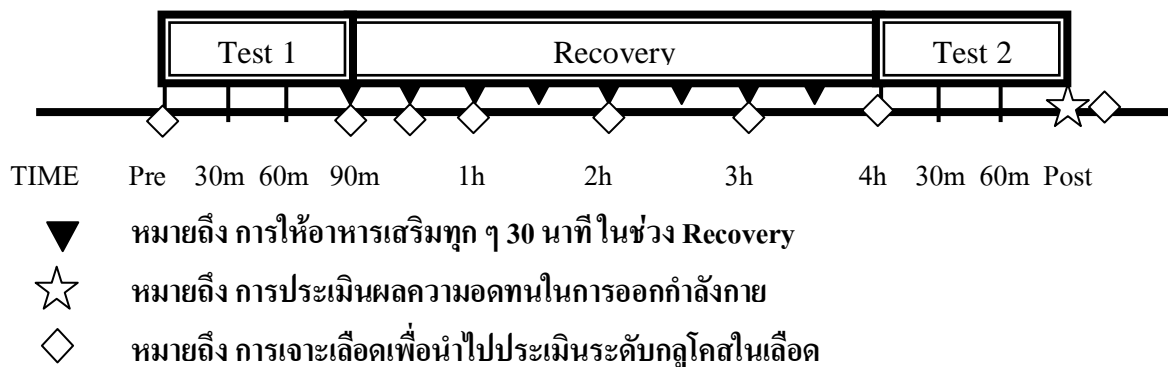 Test 1 Recovery Test 2
TIME Pre 30m 60m 90m 1h 2h 3h 4h 30m 60m Post
หมายถึง การให้อาหารเสริมทุก ๆ 30 นาที ในช่วง Recovery
หมายถึง การประเมินผลความอดทนในการออกกำลังกาย
หมายถึง การเจาะเลือดเพื่อนำไปประเมินระดับกลูโคสในเลือด